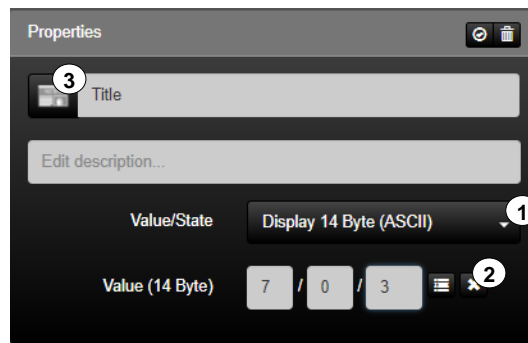 Properties
3
Title
Edit description...
Value/State Display 14 Byte (ASCII) 1
Value (14 Byte) 7 / 0 / 3 2